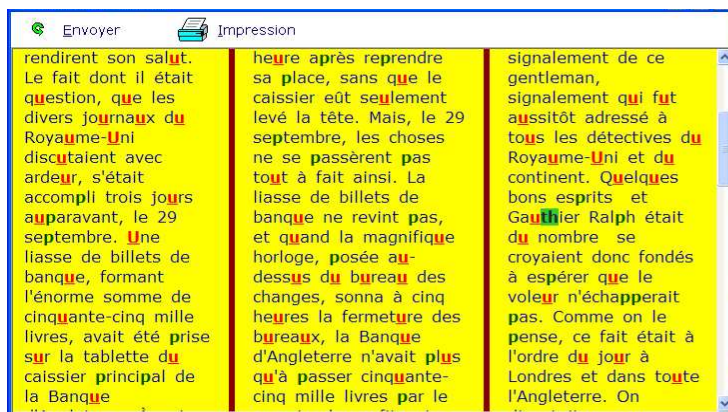 Envoyer Impression
rendirent son salut.
Le fait dont il était
question, que les
divers journaux du
Royaume-Uni
discutaient avec
ardeur, s'était
accompli trois jours
auparavant, le 29
septembre. Une
liasse de billets de
banque, formant
l'énorme somme de
cinquante-cinq mille
livres, avait été prise
sur la tablette du
caissier principal de
la Banque
heure après reprendre
sa place, sans que le
caissier eût seulement
levé la tête. Mais, le 29
septembre, les choses
ne se passèrent pas
tout à fait ainsi. La
liasse de billets de
banque ne revint pas,
et quand la magnifique
horloge, posée au-
dessus du bureau des
changes, sonna à cinq
heures la fermeture des
bureaux, la Banque
d'Angleterre n'avait plus
qu'à passer cinquante-
cinq mille livres par le
signalement de ce
gentleman,
signalement qui fut
aussitôt adressé à
tous les détectives du
Royaume-Uni et du
continent. Quelques
bons esprits et
Gauthier Ralph était
du nombre se
croyaient donc fondés
à espérer que le
voleur n'échapperait
pas. Comme on le
pense, ce fait était à
l'ordre du jour à
Londres et dans toute
l'Angleterre. On